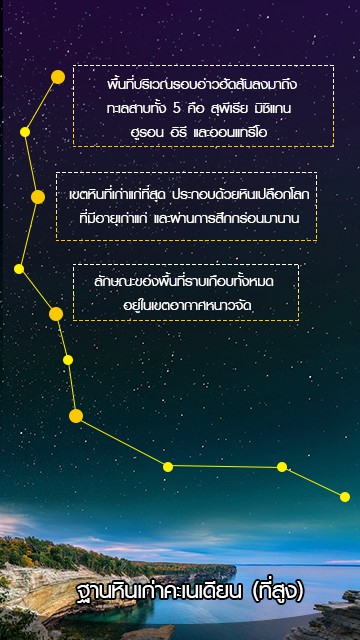 พื้นที่บริเวณรอบอ่าวฮัดสันลงมาถึง
ทะเลสาบทั้ง 5 คือ สุพีเรีย มิชิแกน
ฮูรอน อิรี และออนแทรีโอ
เขตหินที่เก่าแก่ที่สุด ประกอบด้วยหินเปลือกโลก
ที่มีอายุเก่าแก่ และผ่านการสึกกร่อนมานาน
ลักษณะของพื้นที่ราบเกือบทั้งหมด
อยู่ในเขตอากาศหนาวจัด
ฐานหินเก่าคะเนเดียน (ที่สูง)